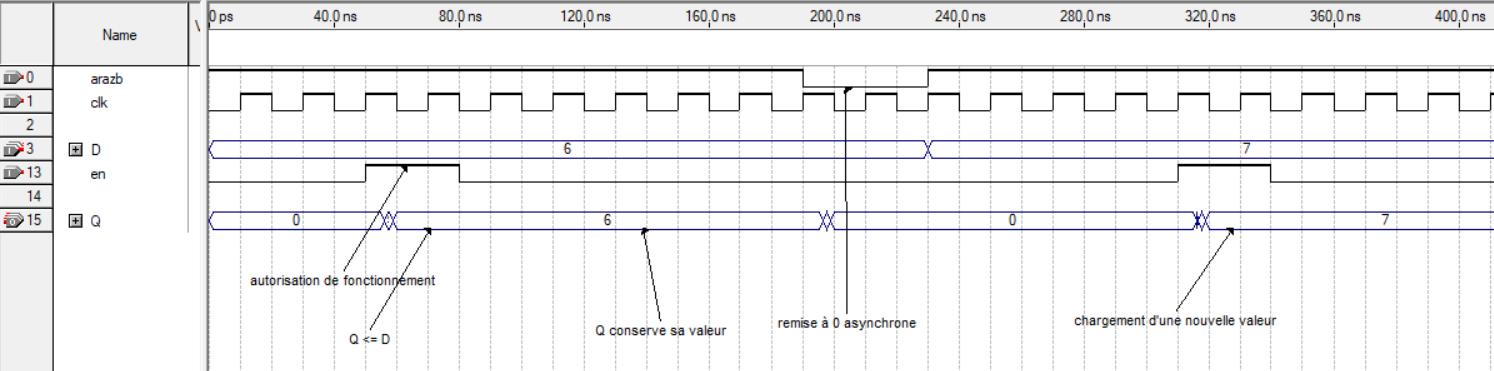 Name
0 ps 40.0 ns 80.0 ns 120.0 ns 160.0 ns 200.0 ns 240.0 ns 280.0 ns 320.0 ns 360.0 ns 400.0 ns
0 arazb
1 clk
2
3 D 6 7
13 en
14
15 Q 0 6 0 7
autorisation de fonctionnement
Q <= D
Q conserve sa valeur
remise à 0 asynchrone
chargement d'une nouvelle valeur